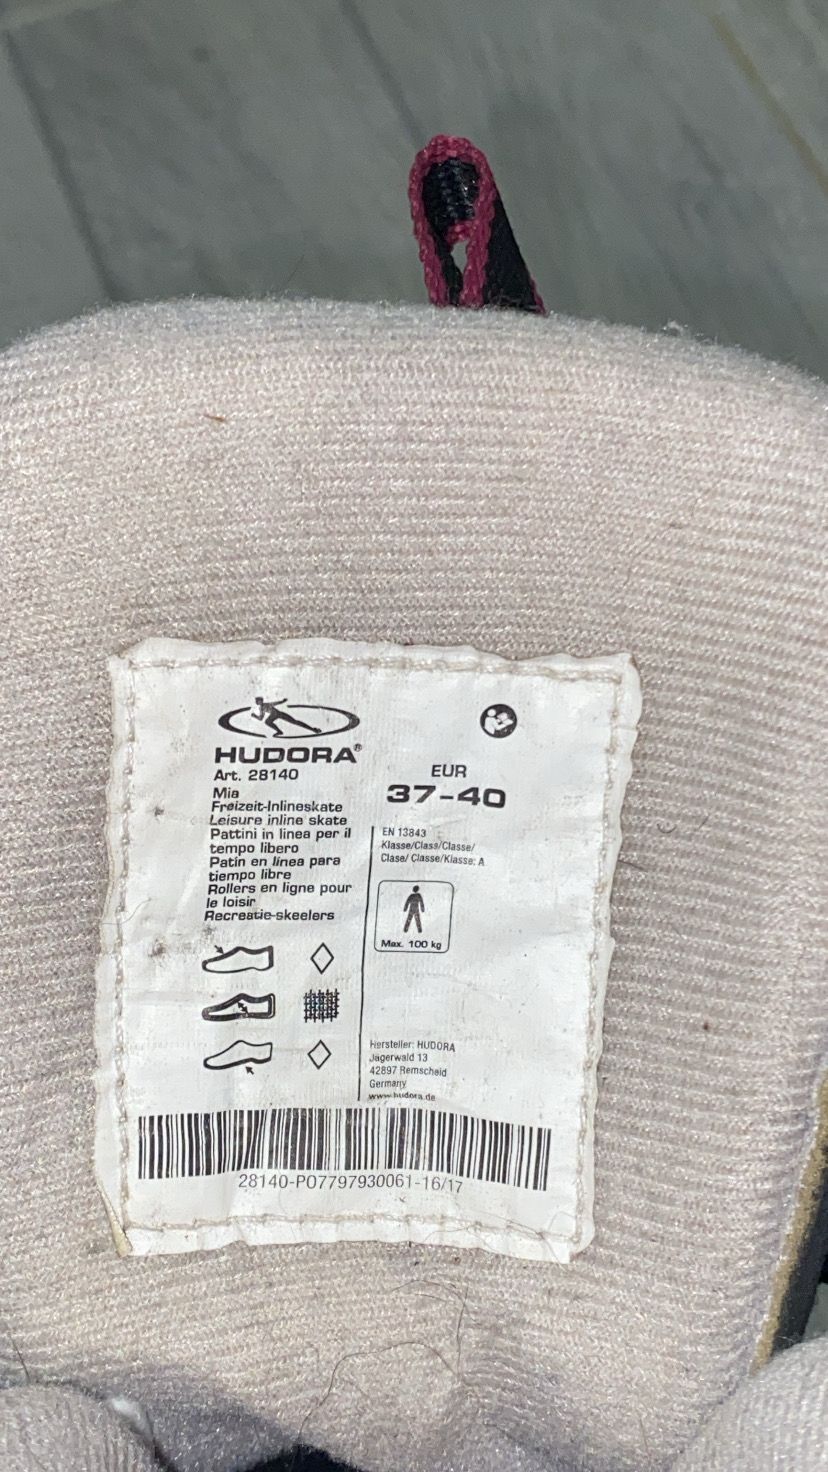 HUDORA®
Art. 28140
Mia
Freizeit-Inlineskate
Leisure inline skate
Pattini in linea per il
tempo libero
Patín en línea para
tiempo libre
Rollers en ligne pour
le loisir
Recreatie-skeelers
EUR
37-40
EN 13843
Klasse/Class/Classe/
Clase/ Classe/Klasse: A
Max. 100 kg
Hersteller: HUDORA
Jägerwald 13
42897 Remscheid
Germany
www.hudora.de
28140-P07797930061-16/17